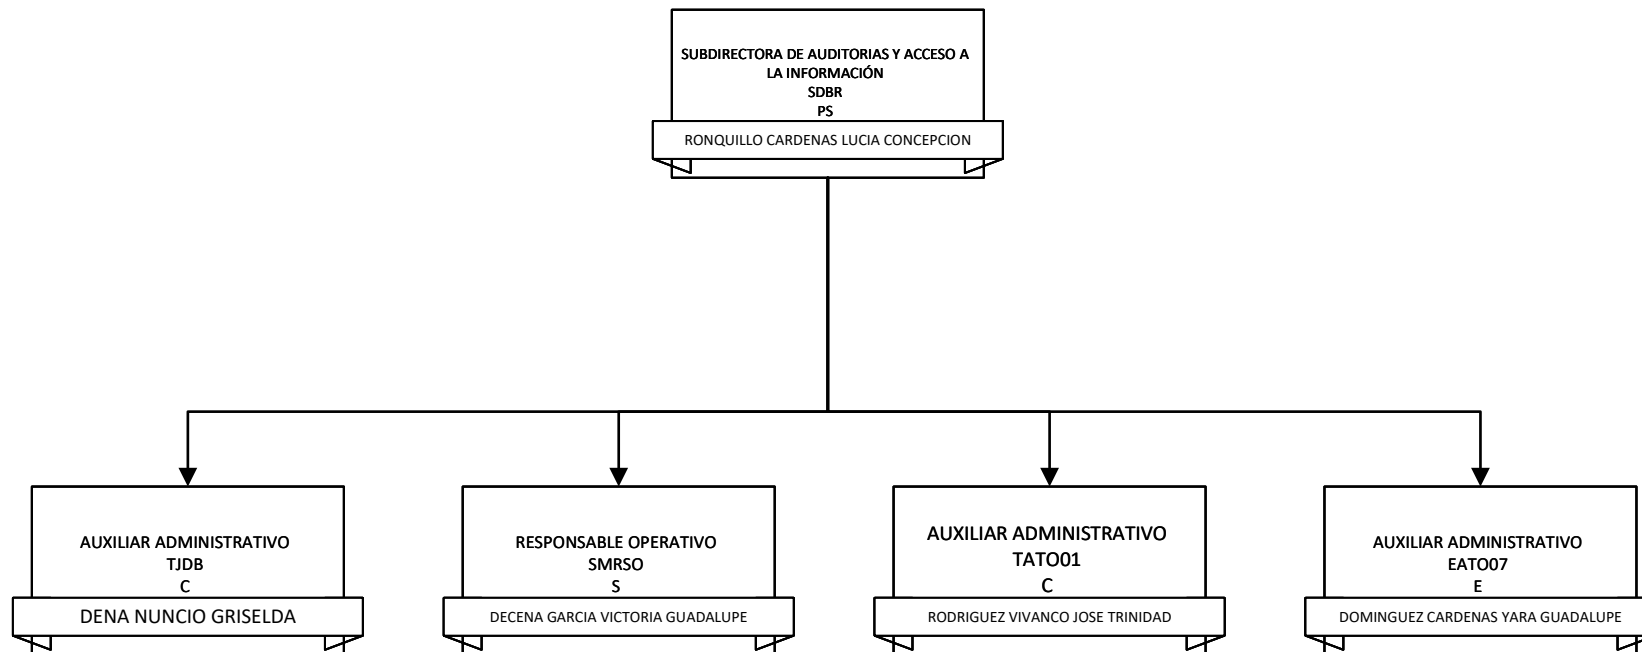 SUBDIRECTORA DE AUDITORIAS Y ACCESO A
LA INFORMACIÓN
SDBR
PS
RONQUILLO CARDENAS LUCIA CONCEPCION
AUXILIAR ADMINISTRATIVO
TJDB
C
DENA NUNCIO GRISELDA
RESPONSABLE OPERATIVO
SMRSO
S
DECENA GARCIA VICTORIA GUADALUPE
AUXILIAR ADMINISTRATIVO
TATO01
C
RODRIGUEZ VIVANCO JOSE TRINIDAD
AUXILIAR ADMINISTRATIVO
EATO07
E
DOMINGUEZ CARDENAS YARA GUADALUPE